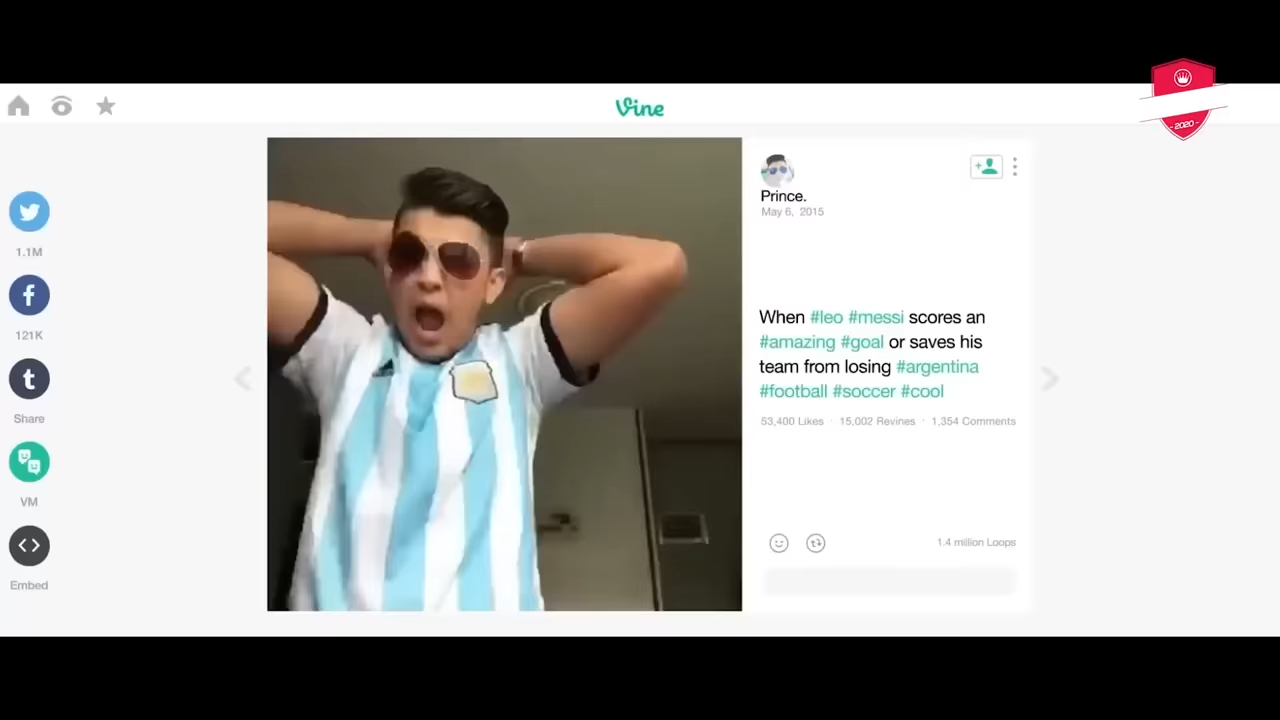 Vine
- 2020 -
Prince.
May 6, 2015
1.1M
121K
Share
VM
Embed
When #leo #messi scores an
#amazing #goal or saves his
team from losing #argentina
#football #soccer #cool
53,400 Likes · 15,002 Revines · 1,354 Comments
1.4 million Loops